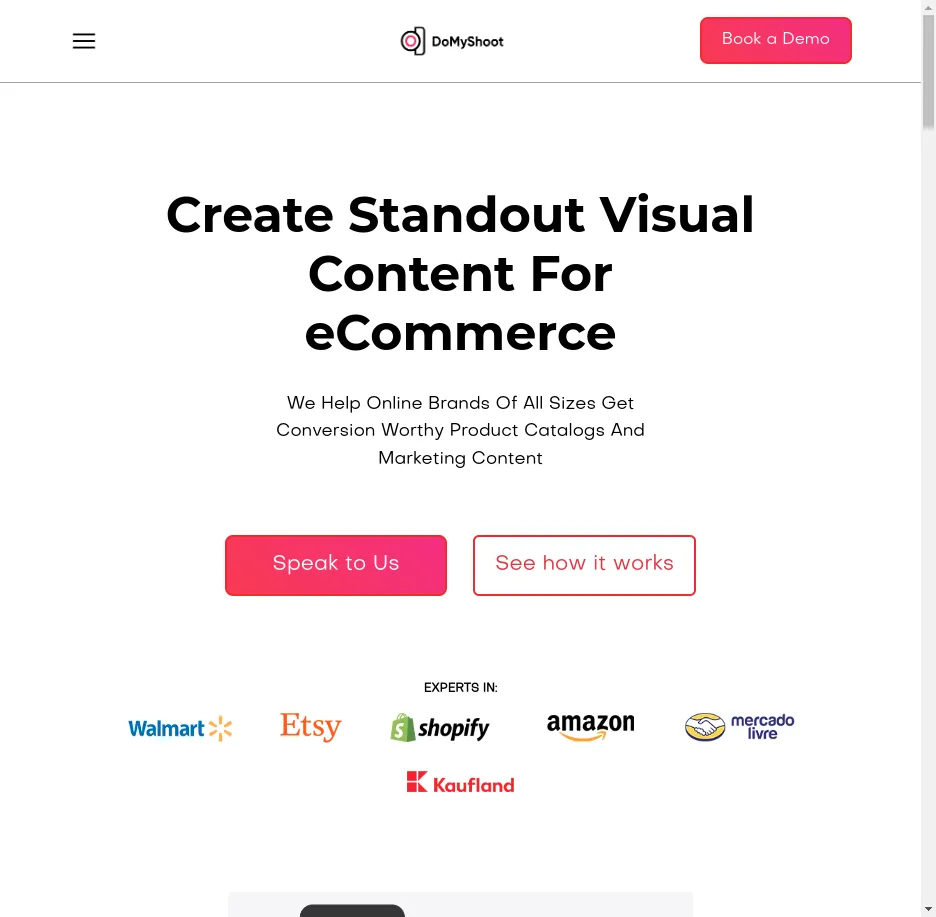 DoMyShoot
Book a Demo
Create Standout Visual
Content For
eCommerce
We Help Online Brands Of All Sizes Get
Conversion Worthy Product Catalogs And
Marketing Content
Speak to Us
See how it works
EXPERTS IN:
Walmart
Etsy
shopify
amazon
mercado
livre
Kaufland